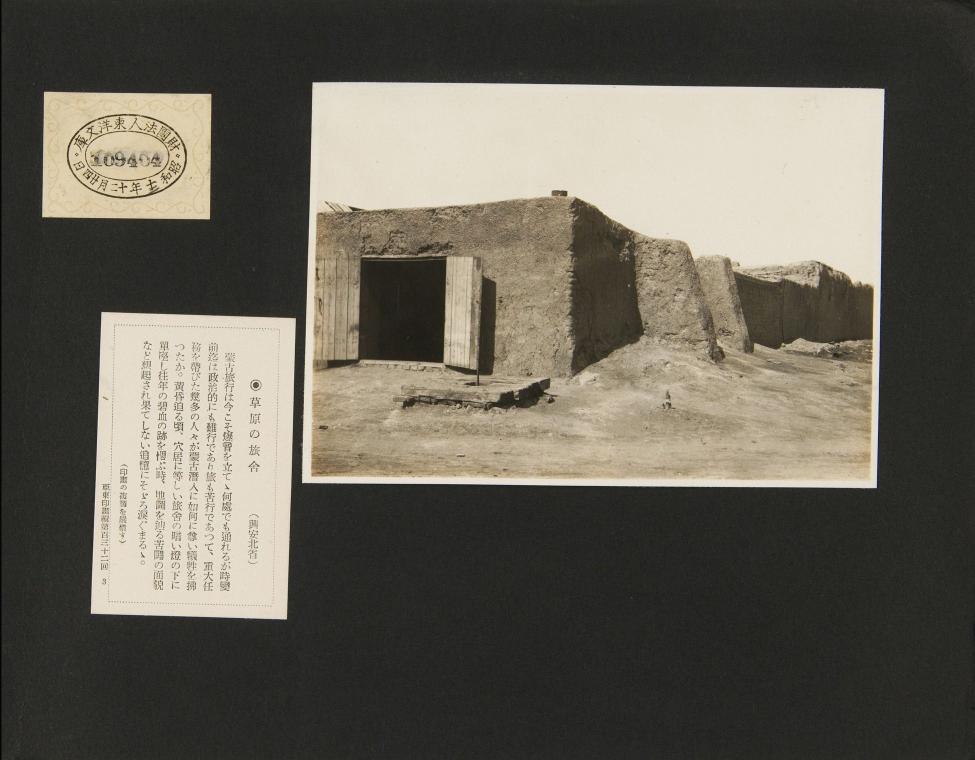 財團法人東洋文庫
109404
昭和十二年十二月廿四日
◉草原の旅舍
(興安北省)
蒙古旅行は今こそ爆音を立てゝ何處でも通れるが時變
前迄は政治的にも難行であり旅も苦行であつて、重大任
務を帶びた幾多の人々が蒙古潛入に如何に尊い犠牲を拂
つたか。黃昏迫る頃、穴居に等しい旅舍の暗い燈の下に
單座し往年の碧血の跡を偲ぶ時、地圖を辿る苦鬪の面貌
など想起され果てしない追憶にそゞろ淚ぐまるゝ。
(印畫の複製を嚴禁す)
亞東印畫輯第百三十二回 3